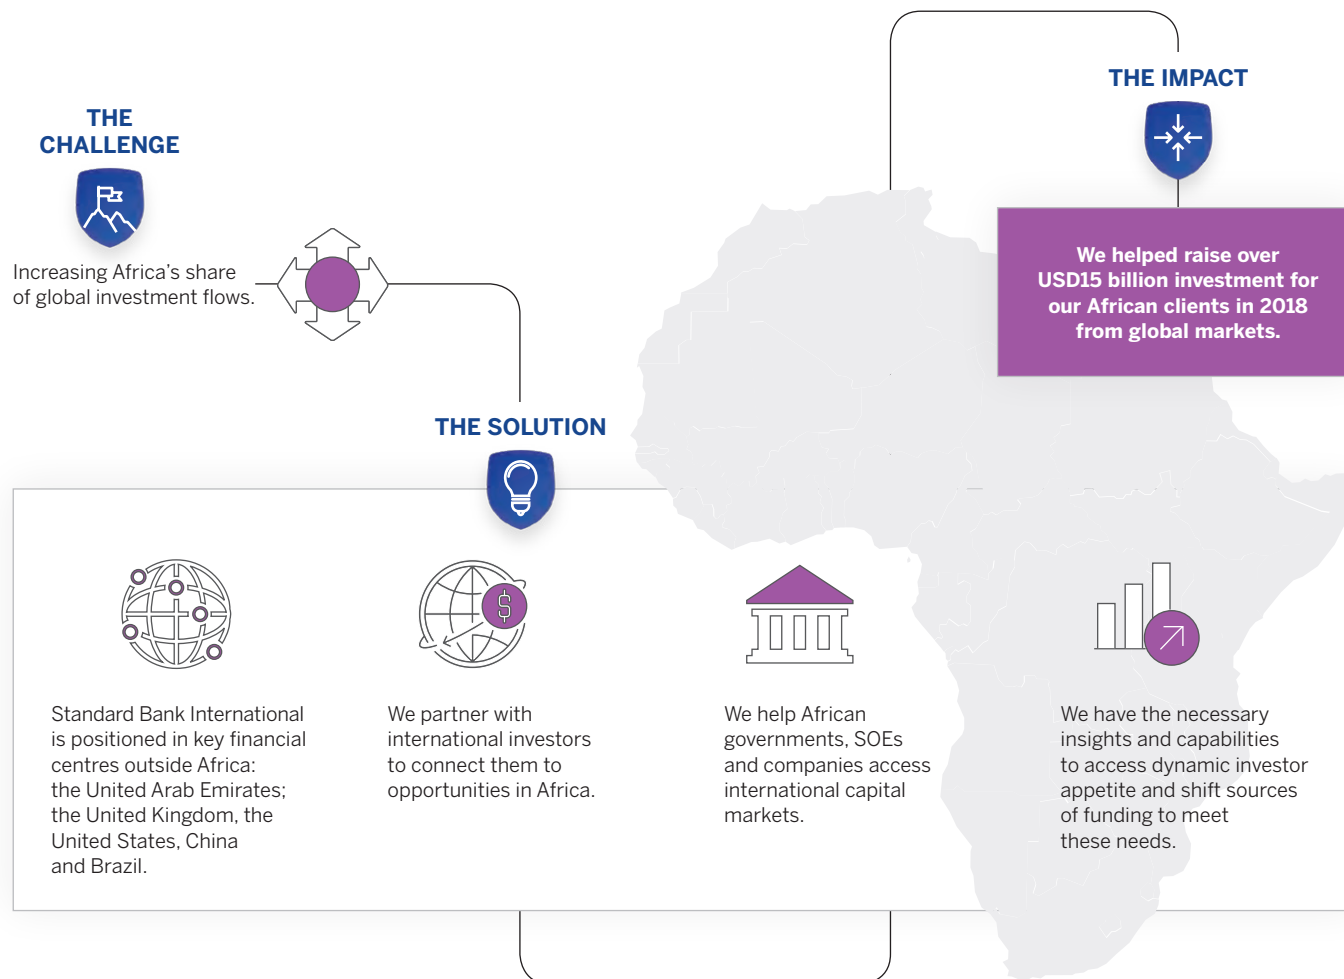 THE
CHALLENGE
Increasing Africa's share
of global investment flows.
THE SOLUTION
Standard Bank International
is positioned in key financial
centres outside Africa:
the United Arab Emirates;
the United Kingdom, the
United States, China
and Brazil.
We partner with
international investors
to connect them to
opportunities in Africa.
We help African
governments, SOEs
and companies access
international capital
markets.
We have the necessary
insights and capabilities
to access dynamic investor
appetite and shift sources
of funding to meet
these needs.
THE IMPACT
We helped raise over
USD15 billion investment for
our African clients in 2018
from global markets.